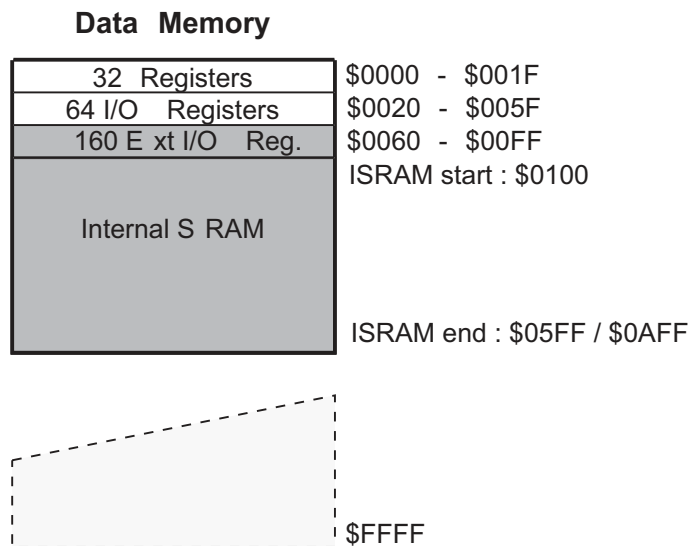 Data Memory
32 Registers $0000 - $001F
64 I/O Registers $0020 - $005F
160 E xt I/O Reg. $0060 - $00FF
ISRAM start : $0100
Internal S RAM
ISRAM end : $05FF / $0AFF
$FFFF